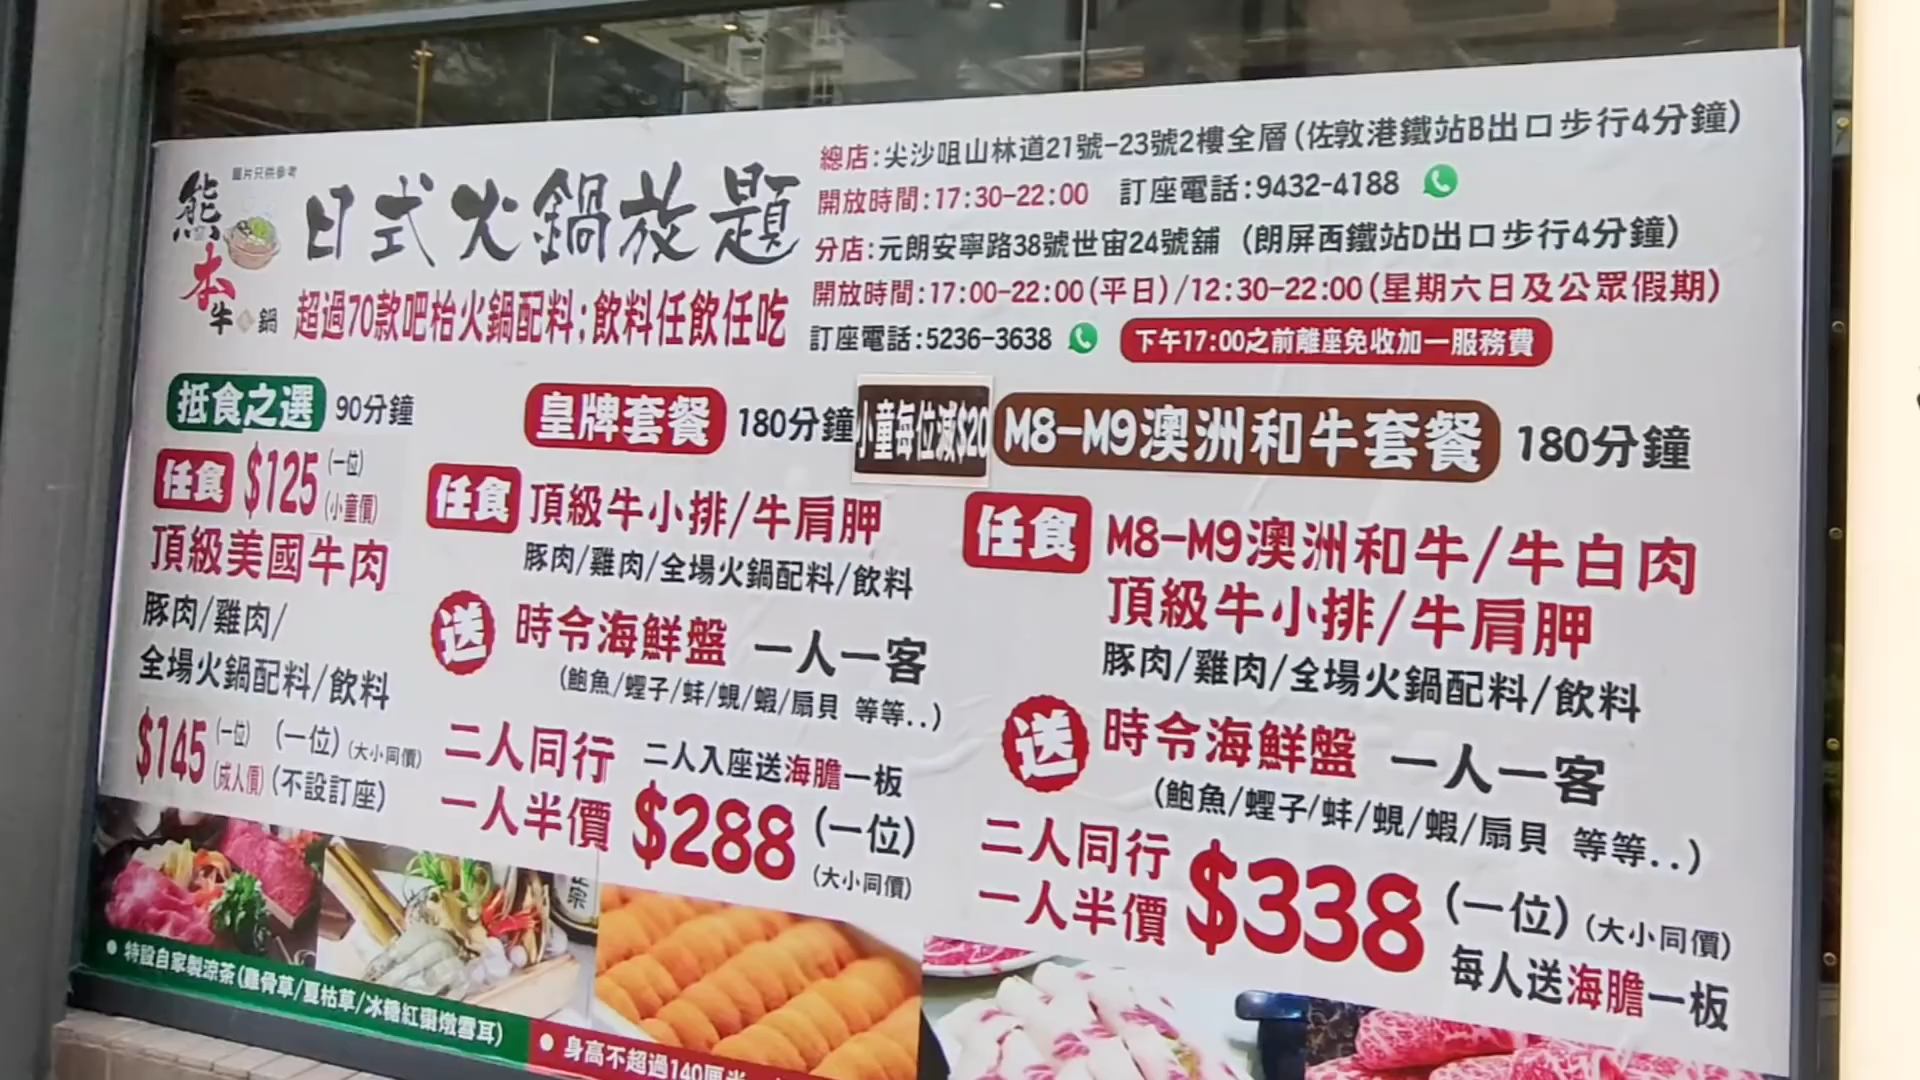 熊本牛火鍋
圖片只供參考
日式火鍋放題
超過70款吧枱火鍋配料;飲料任飲任吃
總店:尖沙咀山林道21號-23號2樓全層(佐敦港鐵站B出口步行4分鐘)
開放時間:17:30-22:00 訂座電話:9432-4188
分店:元朗安寧路38號世宙24號舖 (朗屏西鐵站D出口步行4分鐘)
開放時間:17:00-22:00(平日)/12:30-22:00(星期六日及公眾假期)
訂座電話:5236-3638 下午17:00之前離座免收加一服務費
抵食之選 90分鐘
任食 $125 (一位) (小童價)
頂級美國牛肉
豚肉/雞肉/
全場火鍋配料/飲料
$145 (一位) (成人價) (一位) (大小同價)
(不設訂座)
皇牌套餐 180分鐘
小童每位減$20
任食 頂級牛小排/牛肩胛
豚肉/雞肉/全場火鍋配料/飲料
送 時令海鮮盤 一人一客
(鮑魚/蟶子/蚌/蜆/蝦/扇貝 等等..)
二人同行 二人入座送海膽一板
一人半價 $288 (一位)
(大小同價)
M8-M9澳洲和牛套餐 180分鐘
任食 M8-M9澳洲和牛/牛白肉
頂級牛小排/牛肩胛
豚肉/雞肉/全場火鍋配料/飲料
送 時令海鮮盤 一人一客
(鮑魚/蟶子/蚌/蜆/蝦/扇貝 等等..)
二人同行
一人半價 $338 (一位) (大小同價)
每人送海膽一板
● 特設自家製涼茶(雞骨草/夏枯草/冰糖紅棗燉雪耳)
● 身高不超過140厘米